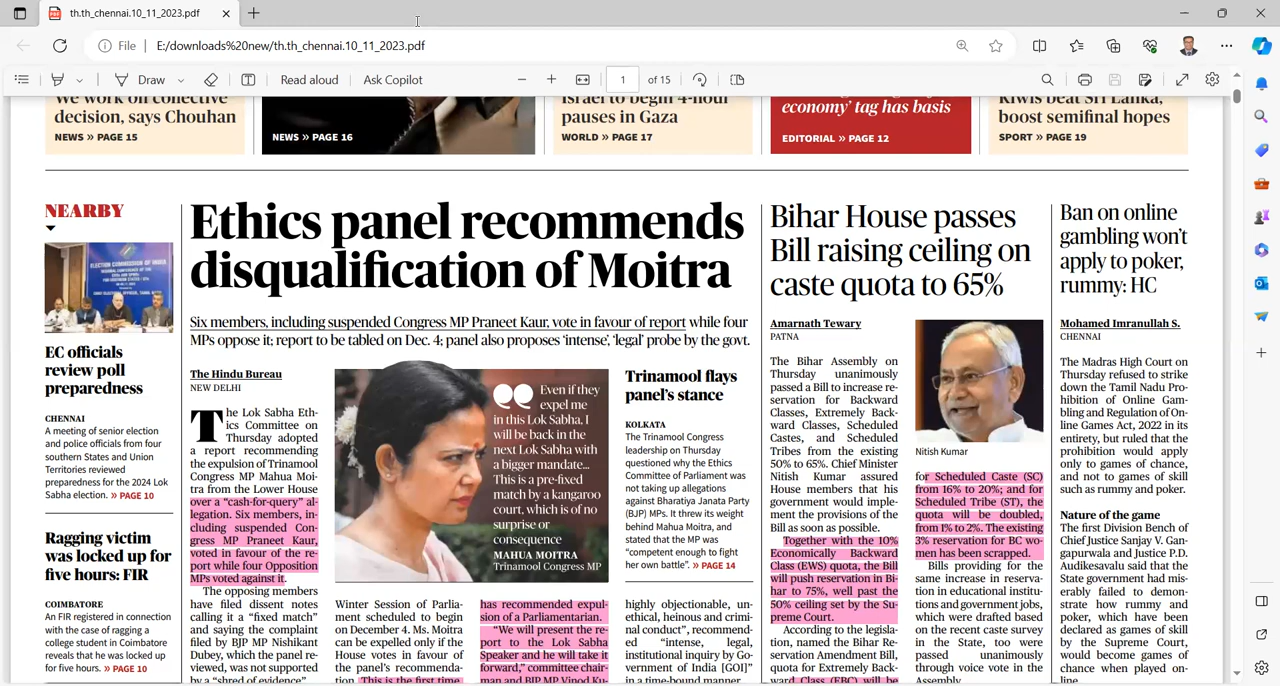 th.th_chennai.10_11_2023.pdf
File
E:/downloads%20new/th.th_chennai.10_11_2023.pdf
Draw
Read aloud
Ask Copilot
1
of 15
We work on collective
decision, says Chouhan
NEWS » PAGE 15
NEWS » PAGE 16
Israel to begin 4-hour
pauses in Gaza
WORLD » PAGE 17
economy’ tag has basis
EDITORIAL » PAGE 12
Kiwis beat Sri Lanka,
boost semifinal hopes
SPORT » PAGE 19
NEARBY
ELECTION COMMISSION OF INDIA
EC officials
review poll
preparedness
CHENNAI
A meeting of senior election
and police officials from four
southern States and Union
Territories reviewed
preparedness for the 2024 Lok
Sabha election. » PAGE 10
Ragging victim
was locked up for
five hours: FIR
COIMBATORE
An FIR registered in connection
with the case of ragging a
college student in Coimbatore
reveals that he was locked up
for five hours. » PAGE 10
Ethics panel recommends
disqualification of Moitra
Six members, including suspended Congress MP Praneet Kaur, vote in favour of report while four
MPs oppose it; report to be tabled on Dec. 4; panel also proposes ‘intense’, ‘legal’ probe by the govt.
The Hindu Bureau
NEW DELHI
The Lok Sabha Eth-
ics Committee on
Thursday adopted
a report recommending
the expulsion of Trinamool
Congress MP Mahua Moi-
tra from the Lower House
over a “cash-for-query” al-
legation. Six members, in-
cluding suspended Con-
gress MP Praneet Kaur,
voted in favour of the re-
port while four Opposition
MPs voted against it.
The opposing members
have filed dissent notes
calling it a “fixed match”
and saying the complaint
filed by BJP MP Nishikant
Dubey, which the panel re-
viewed, was not supported
by a “shred of evidence”.
Even if they
expel me
in this Lok Sabha, I
will be back in the
next Lok Sabha with
a bigger mandate...
This is a pre-fixed
match by a kangaroo
court, which is of no
surprise or
consequence
MAHUA MOITRA
Trinamool Congress MP
Winter Session of Parlia-
ment scheduled to begin
on December 4. Ms. Moitra
can be expelled only if the
House votes in favour of
the panel’s recommenda-
tion. This is the first time
has recommended expul-
sion of a Parliamentarian.
“We will present the re-
port to the Lok Sabha
Speaker and he will take it
forward,” committee chair-
man and BJP MP Vinod Ku-
Trinamool flays
panel’s stance
KOLKATA
The Trinamool Congress
leadership on Thursday
questioned why the Ethics
Committee of Parliament was
not taking up allegations
against Bharatiya Janata Party
(BJP) MPs. It threw its weight
behind Mahua Moitra, and
stated that the MP was
“competent enough to fight
her own battle”. » PAGE 14
highly objectionable, un-
ethical, heinous and crimi-
nal conduct”, recommend-
ed “intense, legal,
institutional inquiry by Go-
vernment of India [GOI]”
in a time-bound manner.
Bihar House passes
Bill raising ceiling on
caste quota to 65%
Amarnath Tewary
PATNA
The Bihar Assembly on
Thursday unanimously
passed a Bill to increase re-
servation for Backward
Classes, Extremely Back-
ward Classes, Scheduled
Castes, and Scheduled
Tribes from the existing
50% to 65%. Chief Minister
Nitish Kumar assured
House members that his
government would imple-
ment the provisions of the
Bill as soon as possible.
Together with the 10%
Economically Backward
Class (EWS) quota, the Bill
will push reservation in Bi-
har to 75%, well past the
50% ceiling set by the Su-
preme Court.
According to the legisla-
tion, named the Bihar Re-
servation Amendment Bill,
quota for Extremely Back-
ward Class (EBC) will be
Nitish Kumar
for Scheduled Caste (SC)
from 16% to 20%; and for
Scheduled Tribe (ST), the
quota will be doubled,
from 1% to 2%. The existing
3% reservation for BC wo-
men has been scrapped.
Bills providing for the
same increase in reserva-
tion in educational institu-
tions and government jobs,
which were drafted based
on the recent caste survey
in the State, too were
passed unanimously
through voice vote in the
Assembly.
Ban on online
gambling won’t
apply to poker,
rummy: HC
Mohamed Imranullah S.
CHENNAI
The Madras High Court on
Thursday refused to strike
down the Tamil Nadu Pro-
hibition of Online Gam-
bling and Regulation of On-
line Games Act, 2022 in its
entirety, but ruled that the
prohibition would apply
only to games of chance,
and not to games of skill
such as rummy and poker.
Nature of the game
The first Division Bench of
Chief Justice Sanjay V. Gan-
gapurwala and Justice P.D.
Audikesavalu said that the
State government had mis-
erably failed to demon-
strate how rummy and
poker, which have been
declared as games of skill
by the Supreme Court,
would become games of
chance when played on-
line.